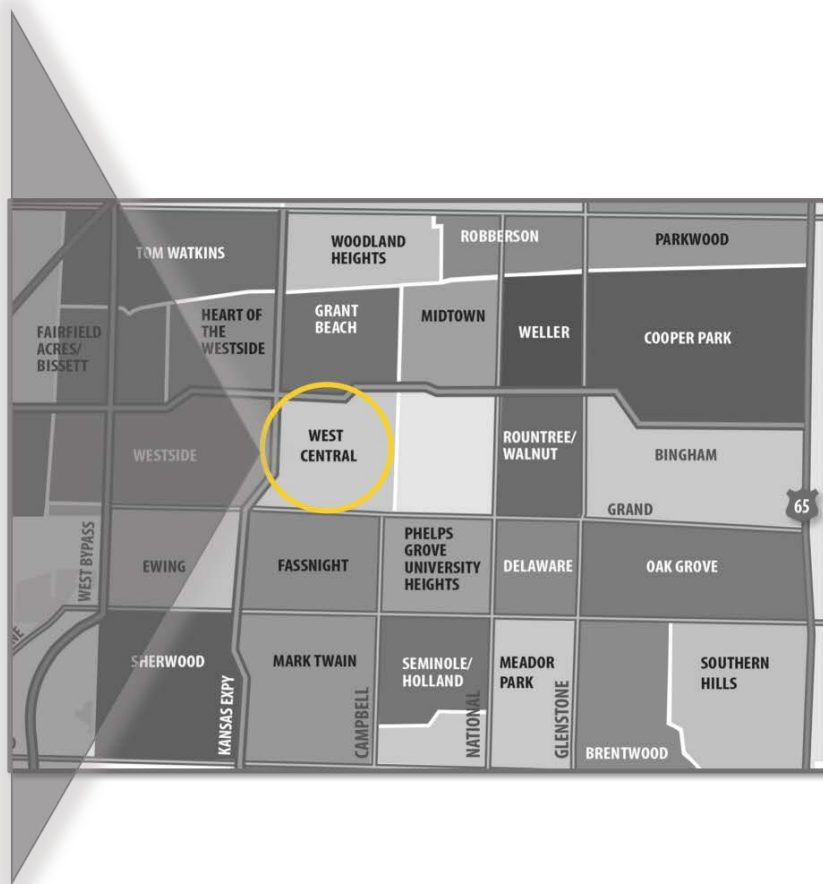 TOM WATKINS
WOODLAND
HEIGHTS
ROBBERSON
PARKWOOD
FAIRFIELD
ACRES/
BISSETT
HEART OF
THE
WESTSIDE
GRANT
BEACH
MIDTOWN
WELLER
COOPER PARK
WESTSIDE
WEST
CENTRAL
ROUNTREE/
WALNUT
BINGHAM
GRAND
65
WEST BYPASS
EWING
FASSNIGHT
PHELPS
GROVE
UNIVERSITY
HEIGHTS
DELAWARE
OAK GROVE
SHERWOOD
KANSAS EXPY
MARK TWAIN
CAMPBELL
SEMINOLE/
HOLLAND
NATIONAL
MEADOR
PARK
GLENSTONE
BRENTWOOD
SOUTHERN
HILLS